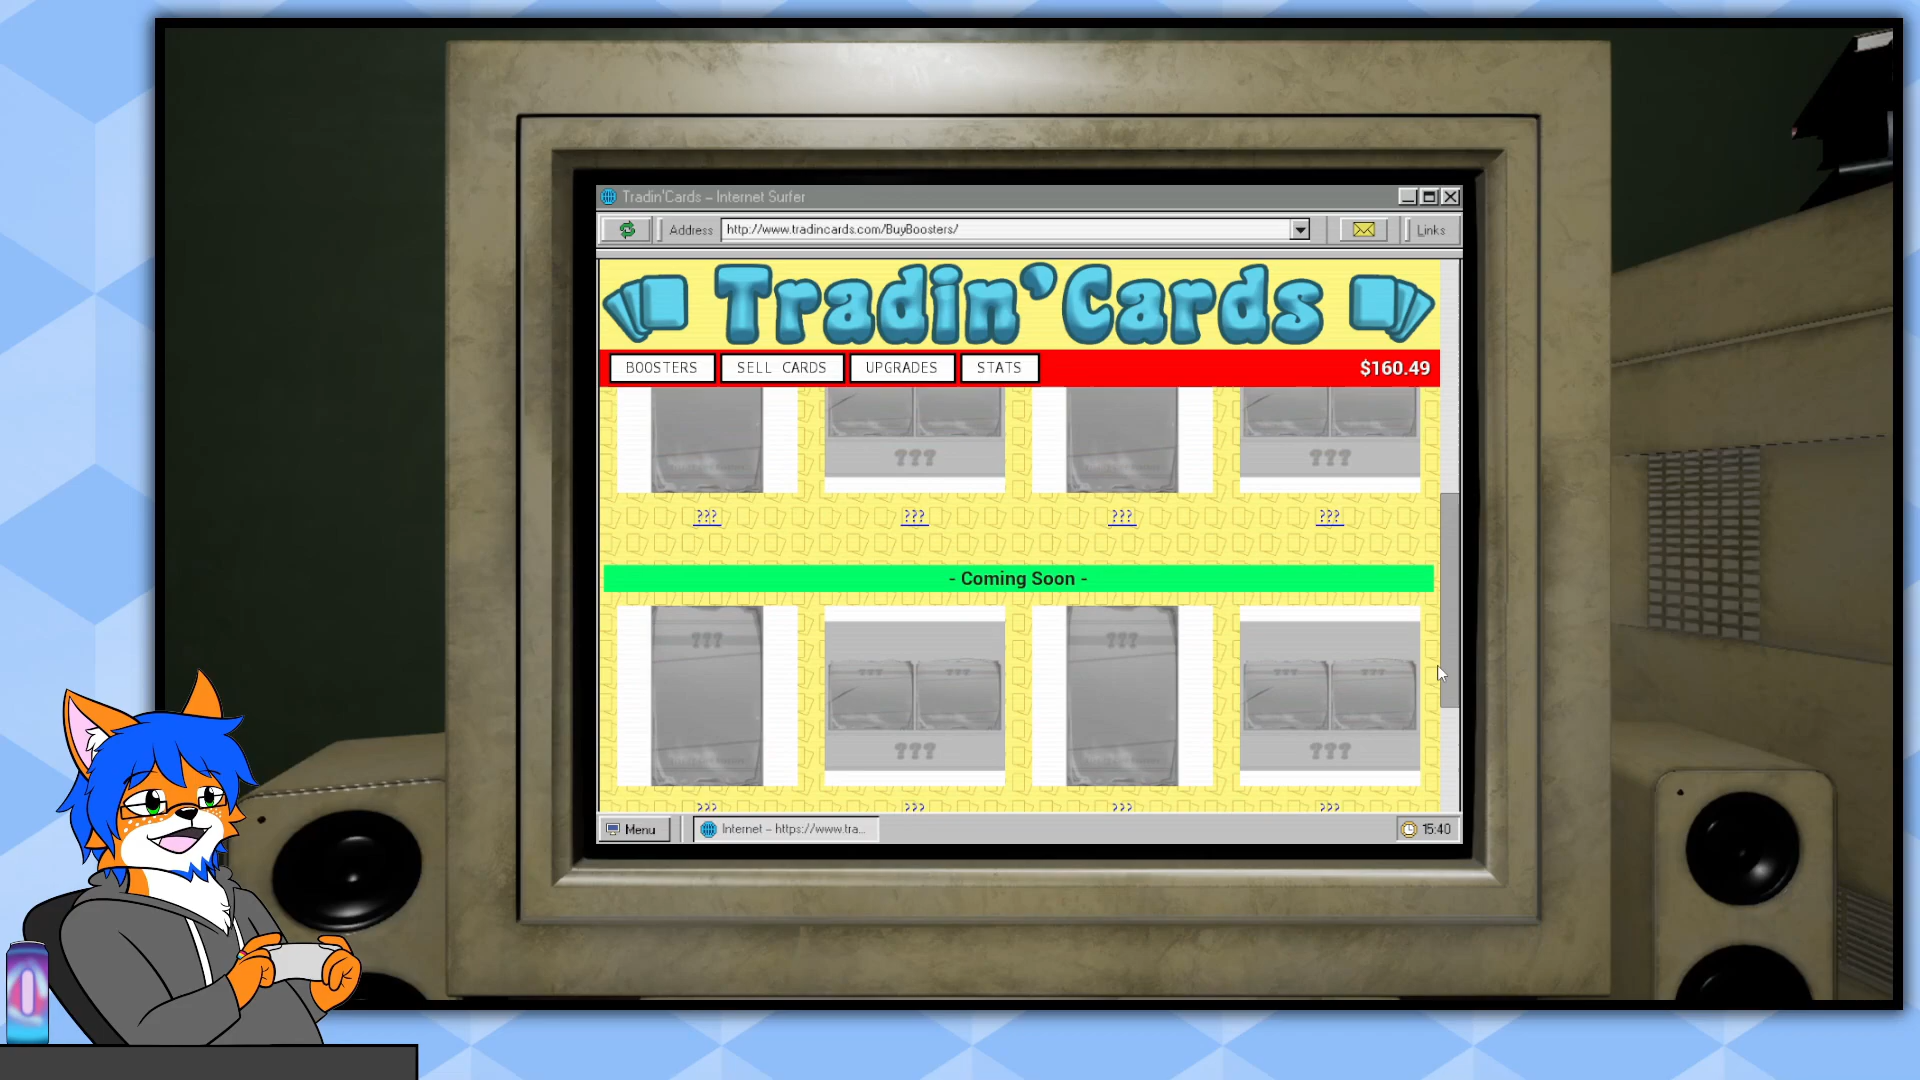 Tradin'Cards – Internet Surfer
Address http://www.tradincards.com/BuyBoosters/ Links
Tradin'Cards
BOOSTERS SELL CARDS UPGRADES STATS $160.49
??? ???
??? ??? ??? ???
- Coming Soon -
??? ??? ??? ??? ??? ???
??? ???
??? ??? ??? ???
Menu Internet – https://www.tra... 15:40